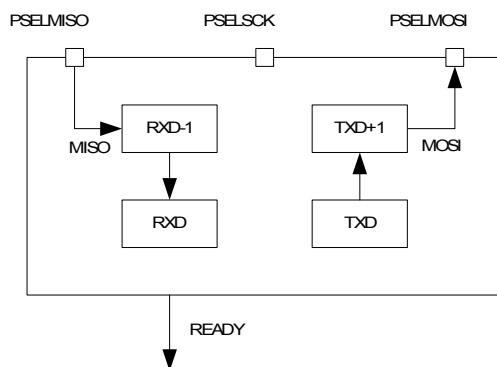 PSELMISO PSELSCK PSELMOSI
RXD-1 TXD+1
MISO MOSI
RXD TXD
READY